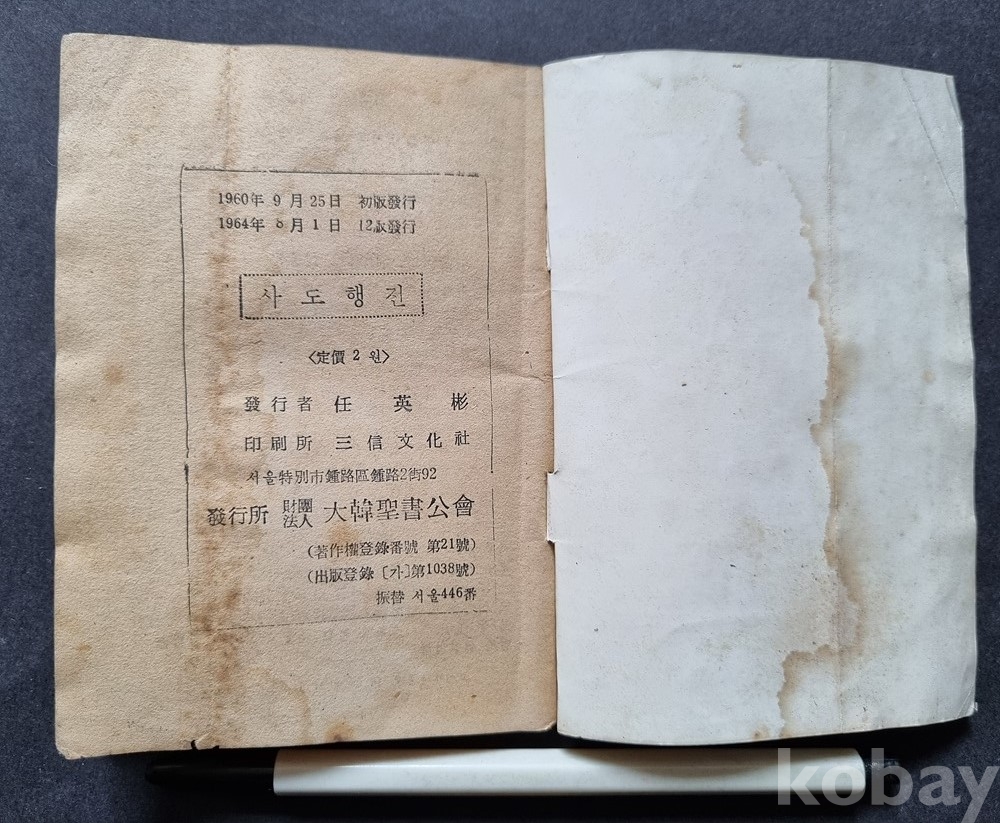 1960年 9 月 25日 初版發行
1964年 8 月 1 日 12版發行
사 도 행 전
〈定價 2 원〉
發 行 者 任 英 彬
印 刷 所 三 信 文 化 社
서울特別市鍾路區鍾路2街92
發行所 財團法人 大韓聖書公會
(著作權登錄番號 第21號)
(出版登錄 〔가〕第1038號)
振替 서울446番
kobay